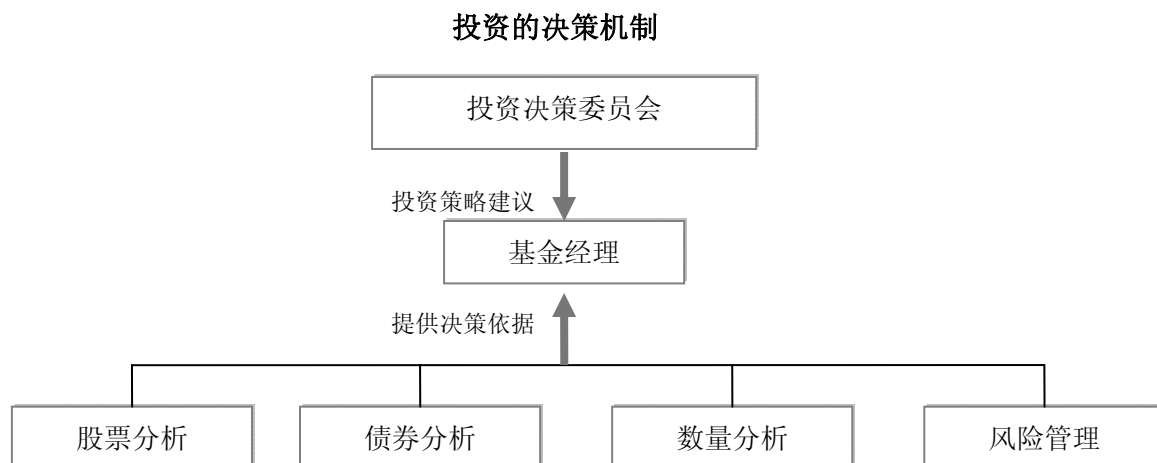 投资的决策机制
投资决策委员会
投资策略建议
基金经理
提供决策依据
股票分析
债券分析
数量分析
风险管理